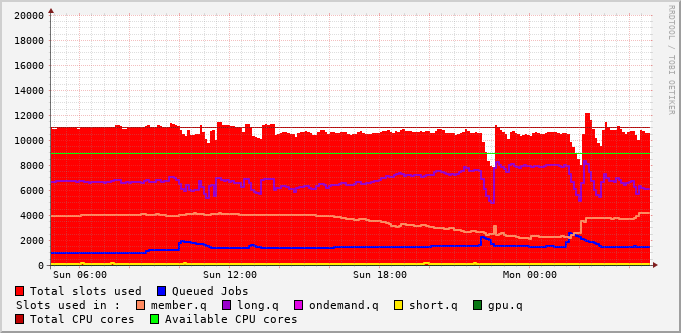 20000
18000
16000
14000
12000
10000
8000
6000
4000
2000
0
Sun 06:00 Sun 12:00 Sun 18:00 Mon 00:00
RRDTOOL / TOBI OETIKER
Total slots used Queued Jobs
Slots used in : member.q long.q ondemand.q short.q gpu.q
Total CPU cores Available CPU cores